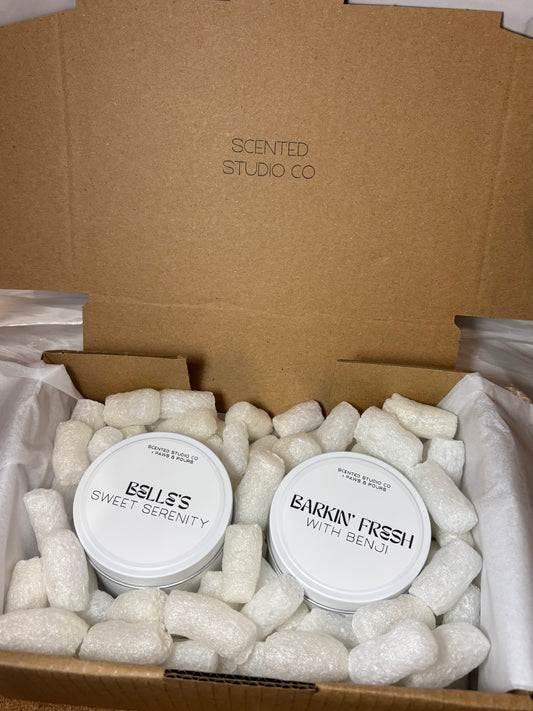 SCENTED
STUDIO CO
SCENTED STUDIO CO
× PAWS & POURS
BELLE'S
SWEET SERENITY
SCENTED STUDIO CO
× PAWS & POURS
BARKIN' FRESH
WITH BENJI